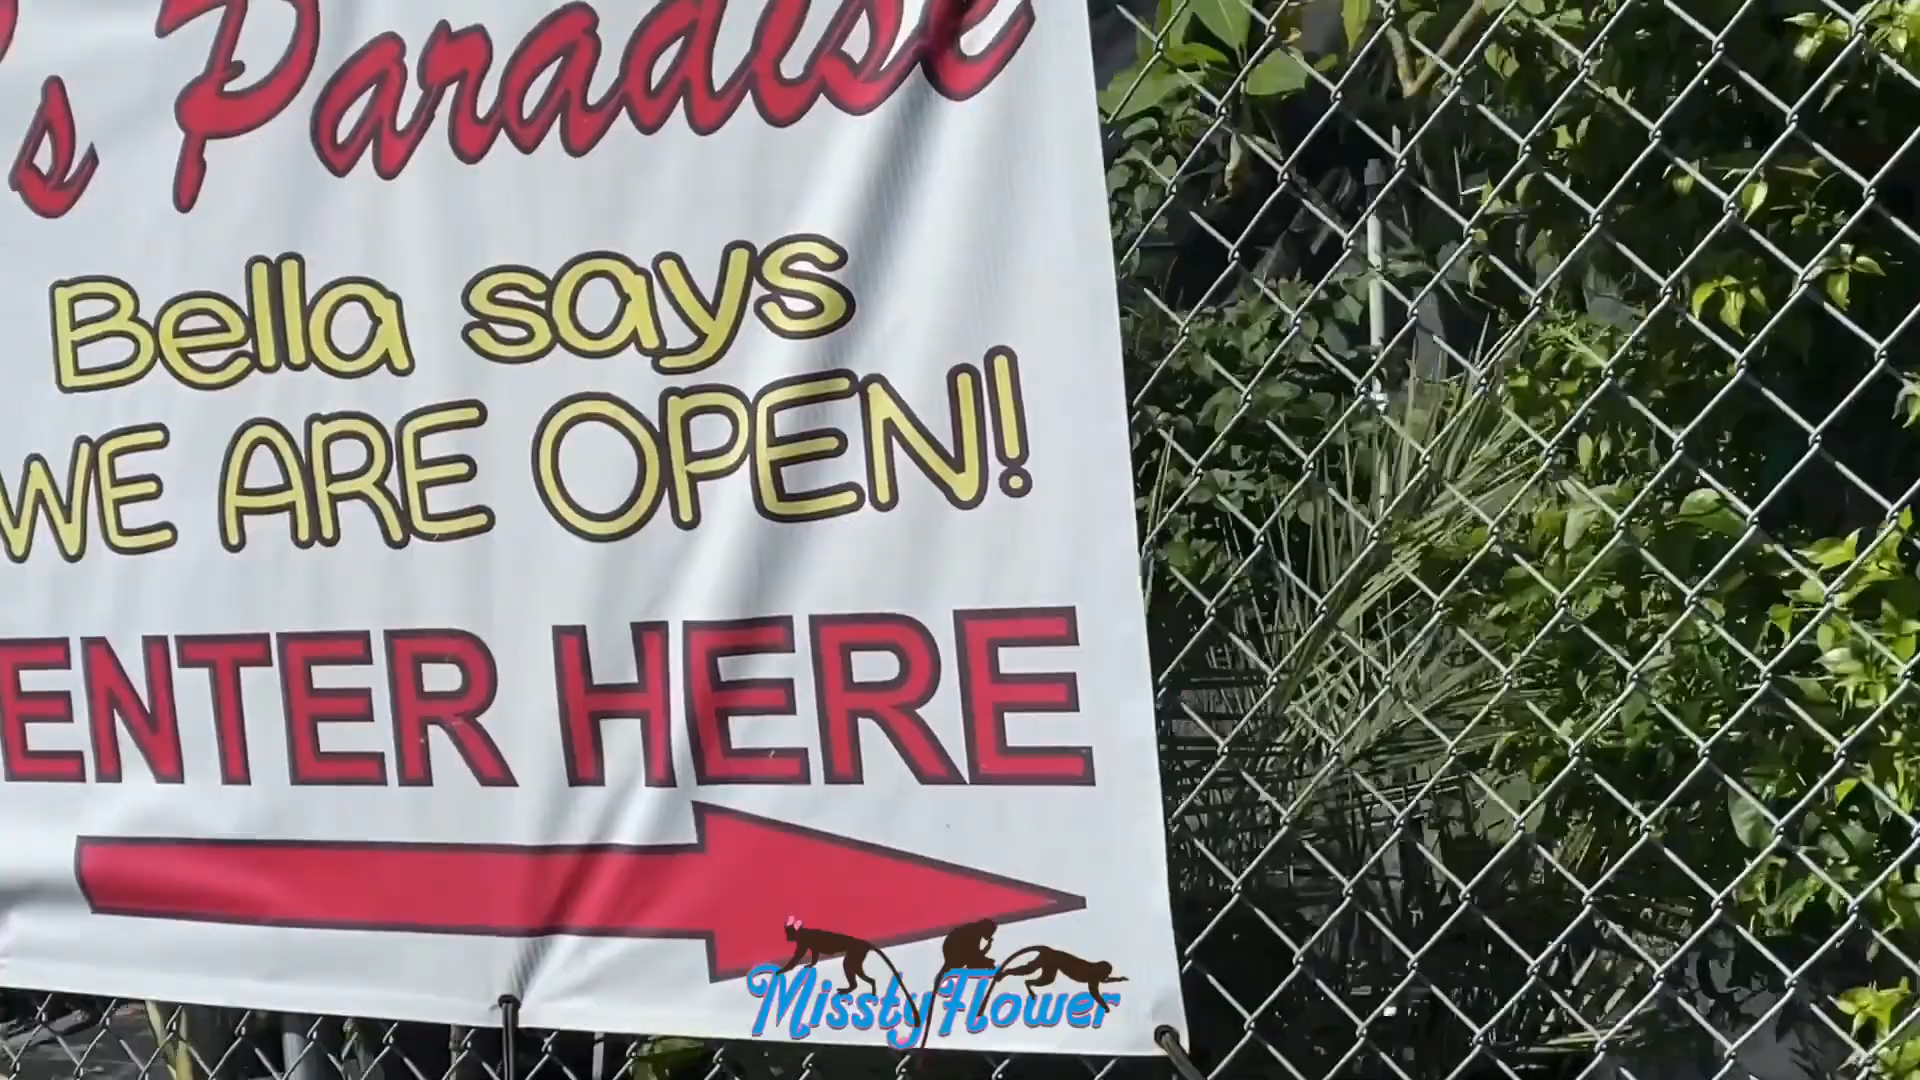 s Paradise
Bella says
WE ARE OPEN!
ENTER HERE
MisstyFlower